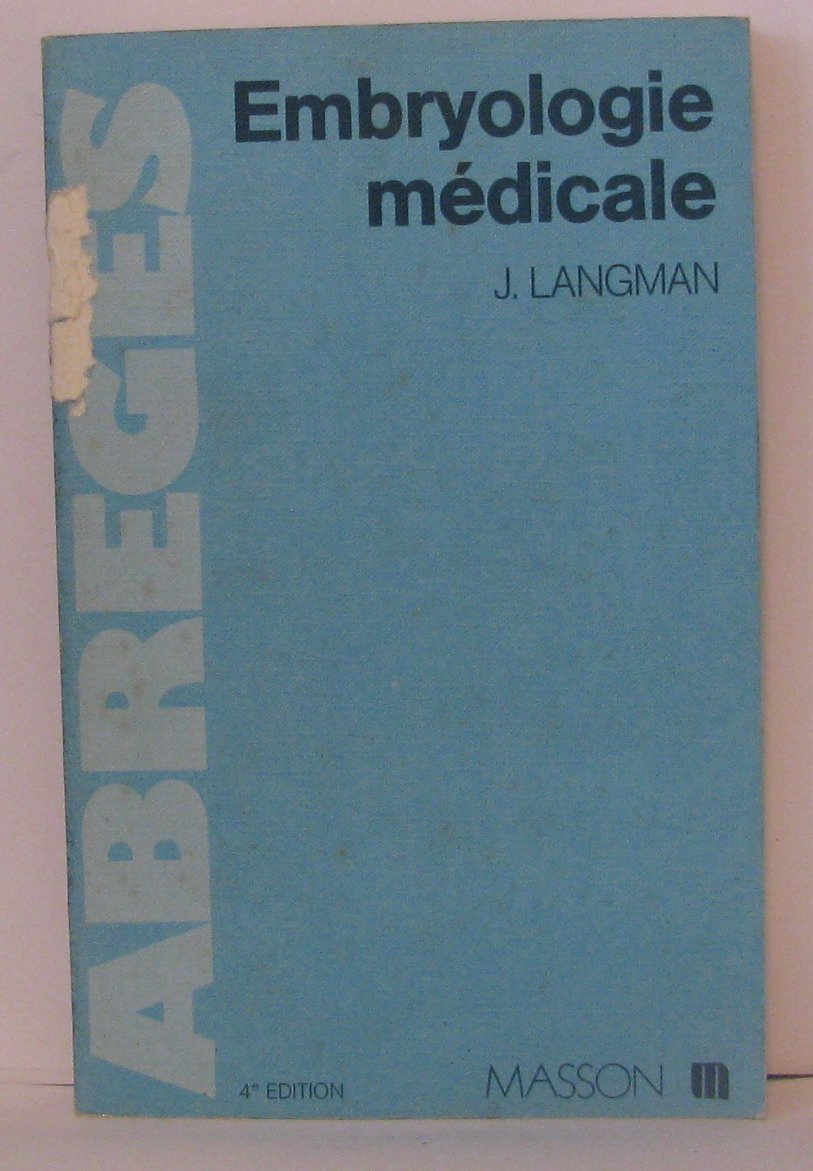 Embryologie
médicale
J. LANGMAN
ABREGES
4e EDITION
MASSON m